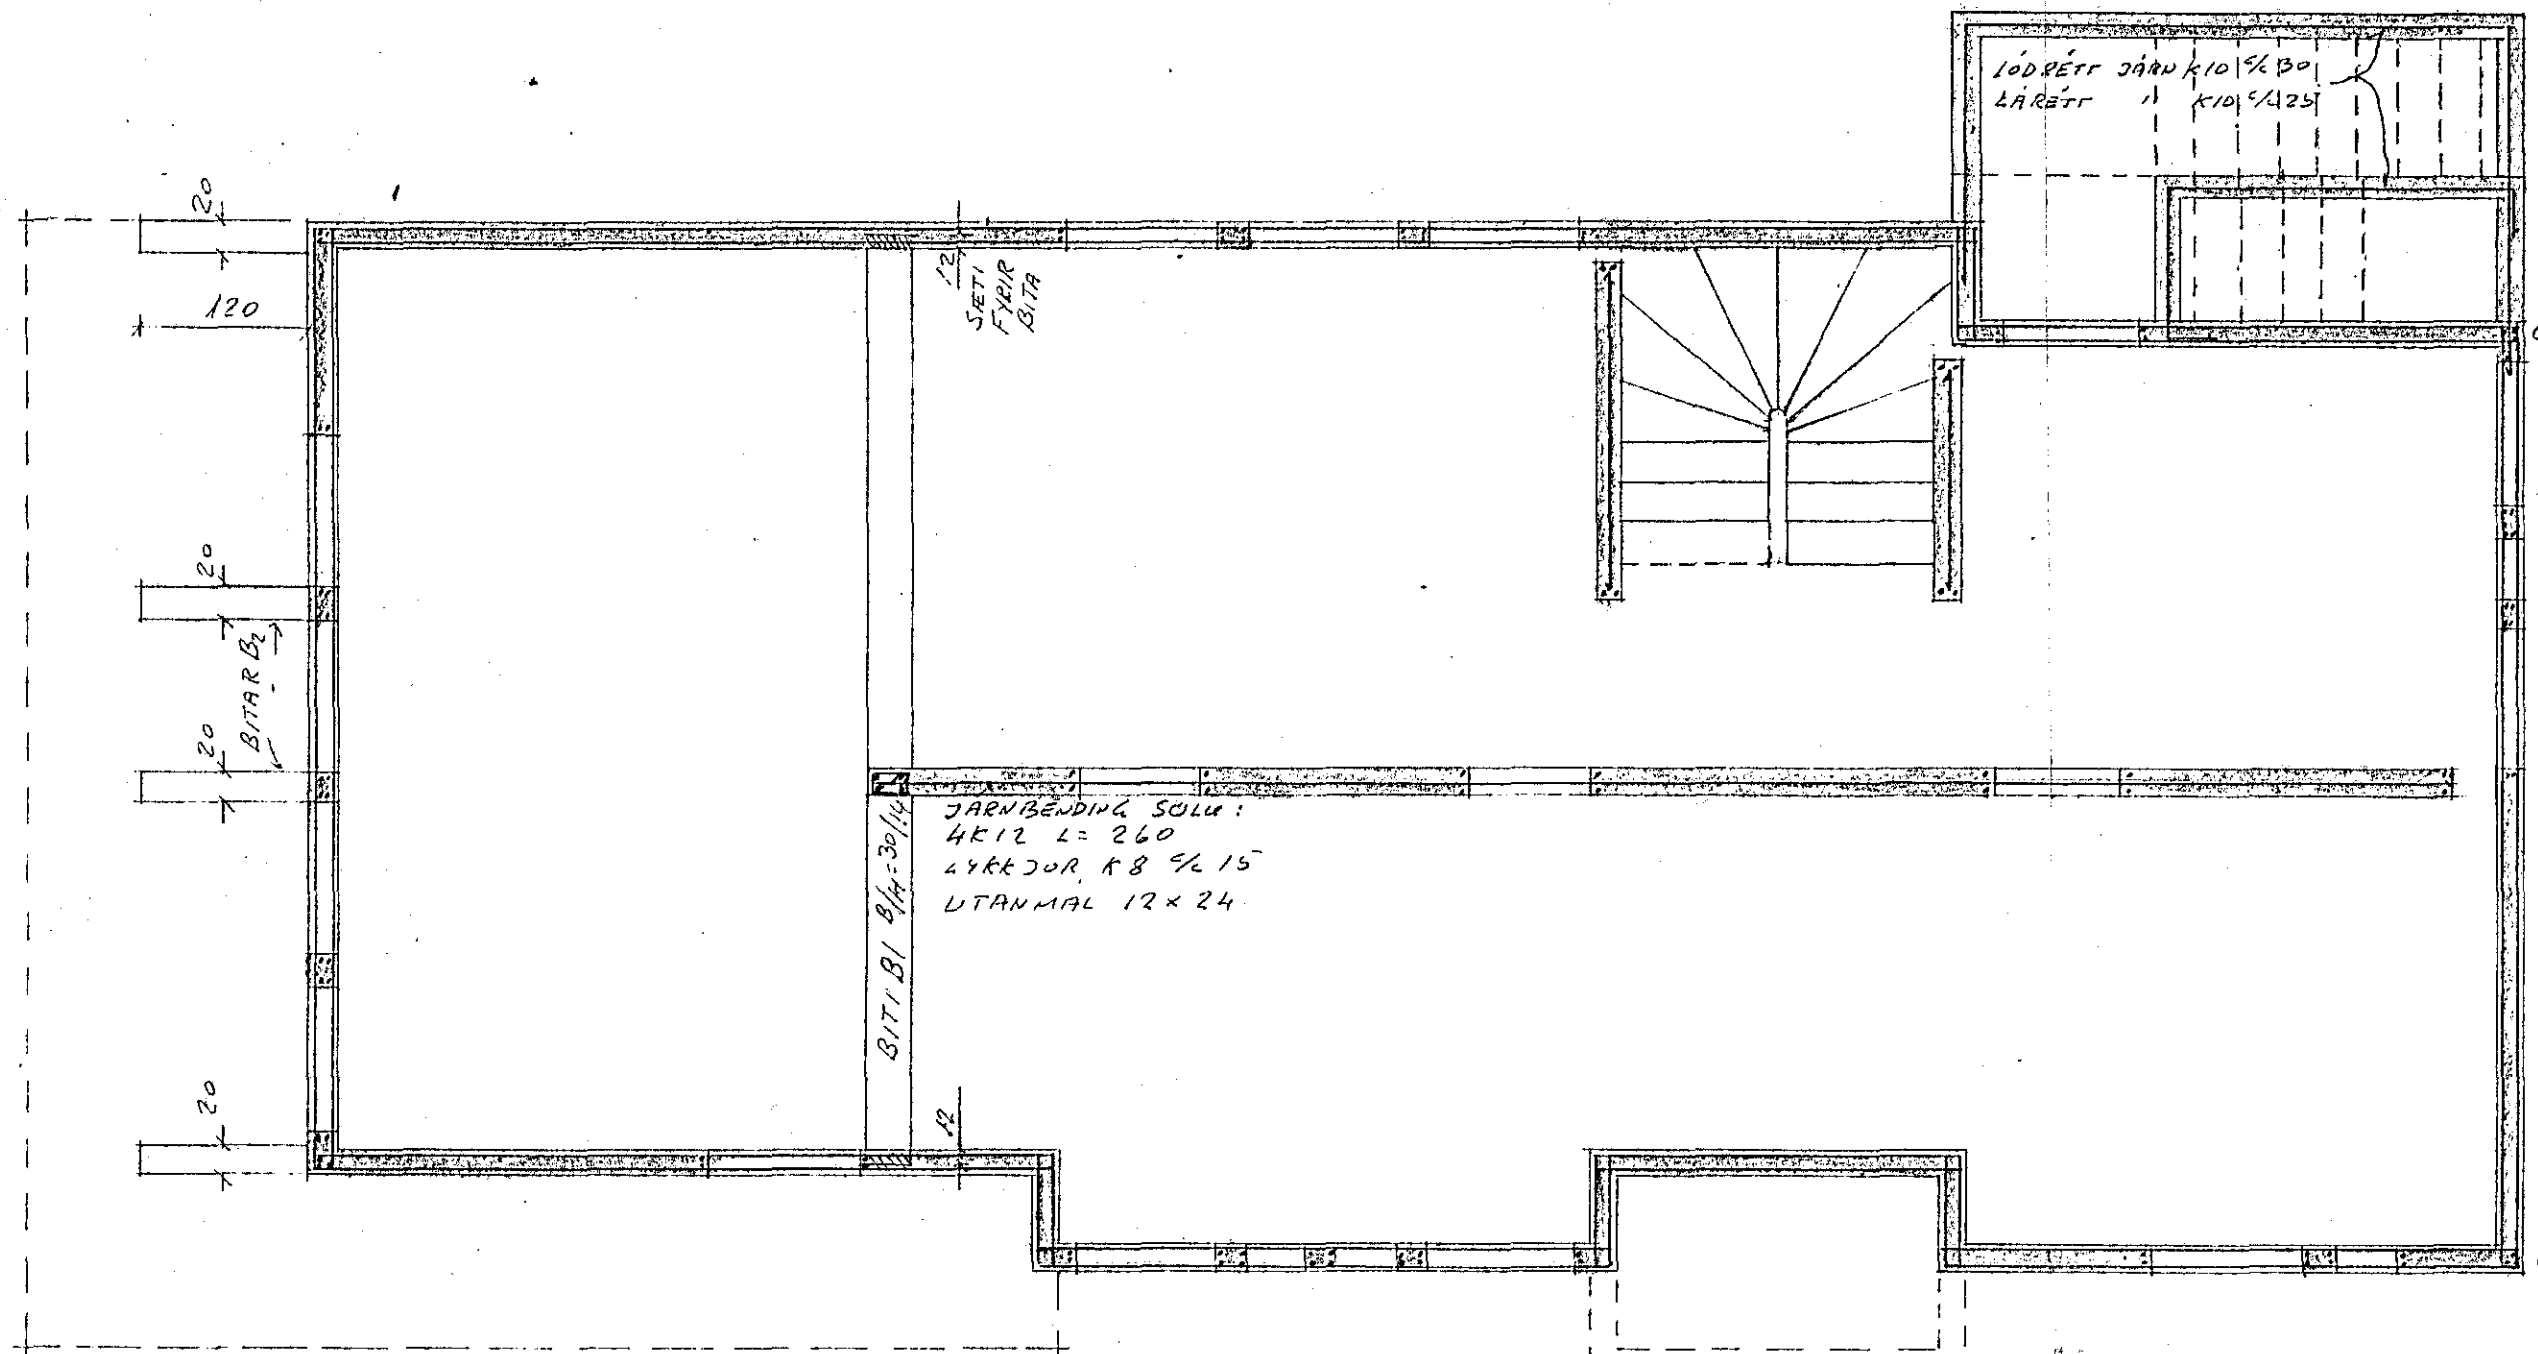 LÓÐRÉTT JÁRN K10 c/c 30
LÁRÉTT " K10 c/c 25
20
120
12
SÆTI
FYRIR
BITA
20
BITAR B2
20
JARNBENDING SÚLU:
4K12 L= 260
LYKKJUR K8 c/c 15
UTANMÁL 12 x 24
BITI B1 B/H=30/14
20
12